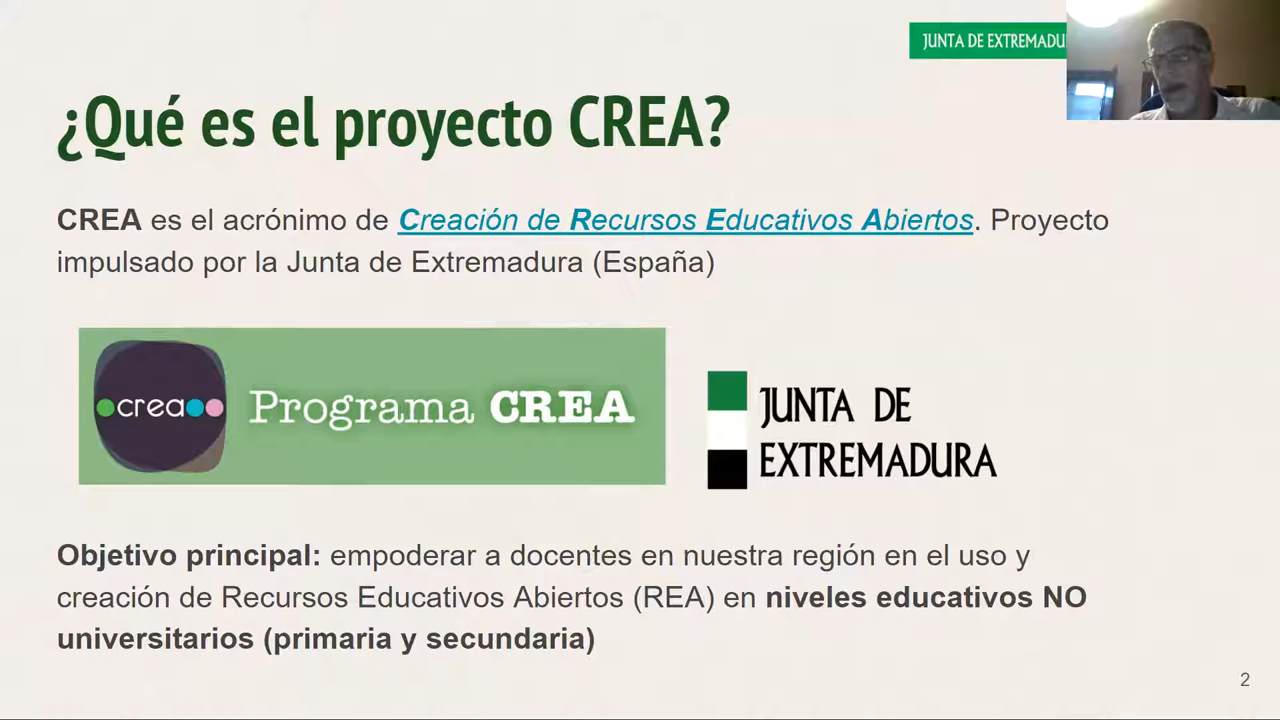 JUNTA DE EXTREMADU
¿Qué es el proyecto CREA?
CREA es el acrónimo de Creación de Recursos Educativos Abiertos. Proyecto
impulsado por la Junta de Extremadura (España)
crea
Programa CREA
JUNTA DE
EXTREMADURA
Objetivo principal: empoderar a docentes en nuestra región en el uso y
creación de Recursos Educativos Abiertos (REA) en niveles educativos NO
universitarios (primaria y secundaria)
2